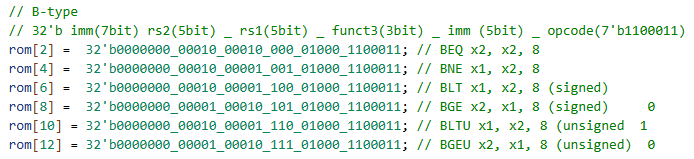 // B-type
// 32'b imm(7bit) rs2(5bit) _ rs1(5bit) _ funct3(3bit) _ imm (5bit) _ opcode(7'b1100011)
rom[2] =  32'b0000000_00010_00010_000_01000_1100011; // BEQ x2, x2, 8
rom[4] =  32'b0000000_00010_00001_001_01000_1100011; // BNE x1, x2, 8
rom[6] =  32'b0000000_00010_00001_100_01000_1100011; // BLT x1, x2, 8 (signed)
rom[8] =  32'b0000000_00001_00010_101_01000_1100011; // BGE x2, x1, 8 (signed)    0
rom[10] = 32'b0000000_00010_00001_110_01000_1100011; // BLTU x1, x2, 8 (unsigned  1
rom[12] = 32'b0000000_00001_00010_111_01000_1100011; // BGEU x2, x1, 8 (unsigned) 0